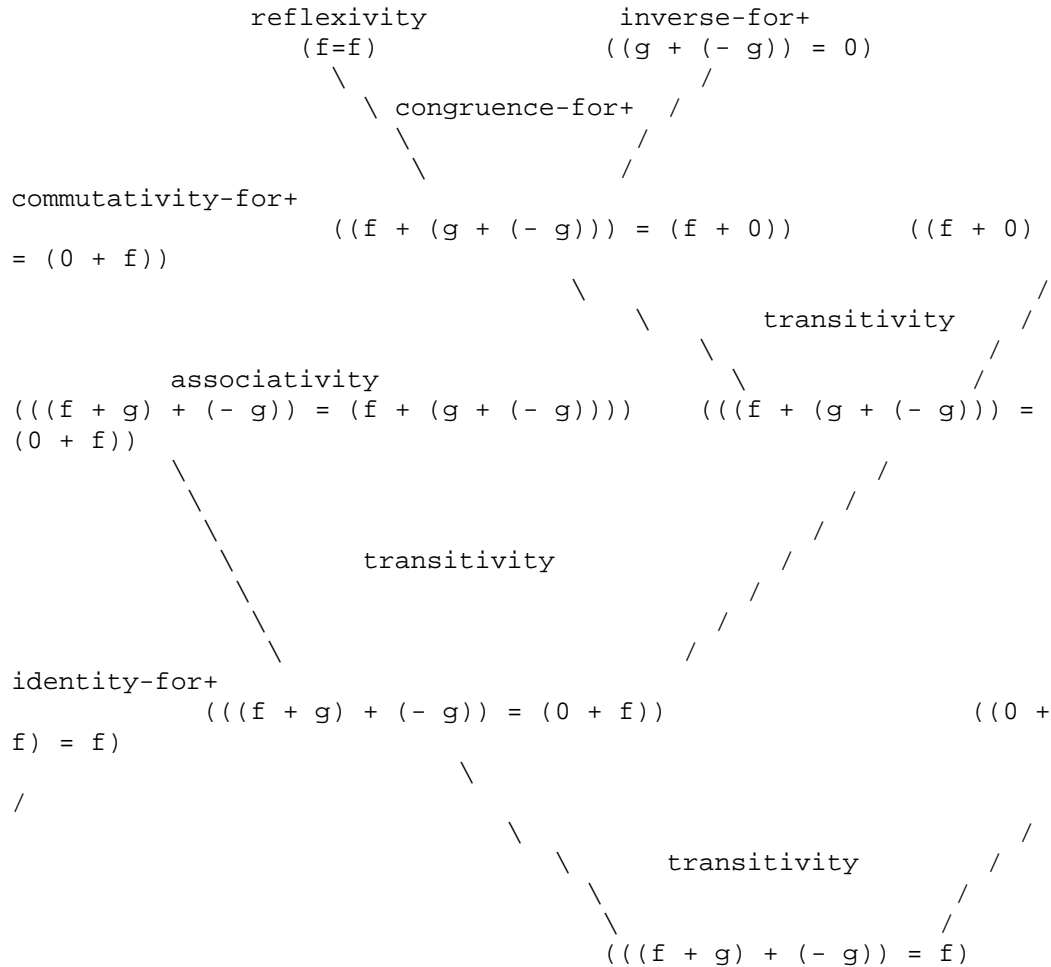 reflexivity inverse-for+
(f=f) ((g + (- g)) = 0)
\ /
\ congruence-for+ /
\ /
\ /
commutativity-for+
((f + (g + (- g))) = (f + 0)) ((f + 0)
= (0 + f))
\ /
\ transitivity /
\ /
associativity \ /
(((f + g) + (- g)) = (f + (g + (- g)))) (((f + (g + (- g))) =
(0 + f))
\ /
\ /
\ /
\ transitivity /
\ /
\ /
\ /
identity-for+
(((f + g) + (- g)) = (0 + f)) ((0 +
f) = f)
\
/
\ /
\ transitivity /
\ /
\ /
(((f + g) + (- g)) = f)